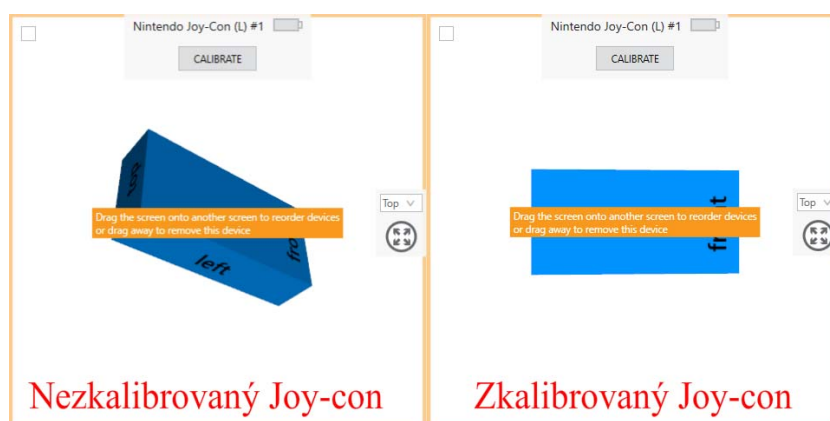 Nintendo Joy-Con (L) #1
CALIBRATE
top
Drag the screen onto another screen to reorder devices
or drag away to remove this device
left
Top
Nezkalibrovaný Joy-con
Nintendo Joy-Con (L) #1
CALIBRATE
Drag the screen onto another screen to reorder devices
or drag away to remove this device
Top
Zkalibrovaný Joy-con